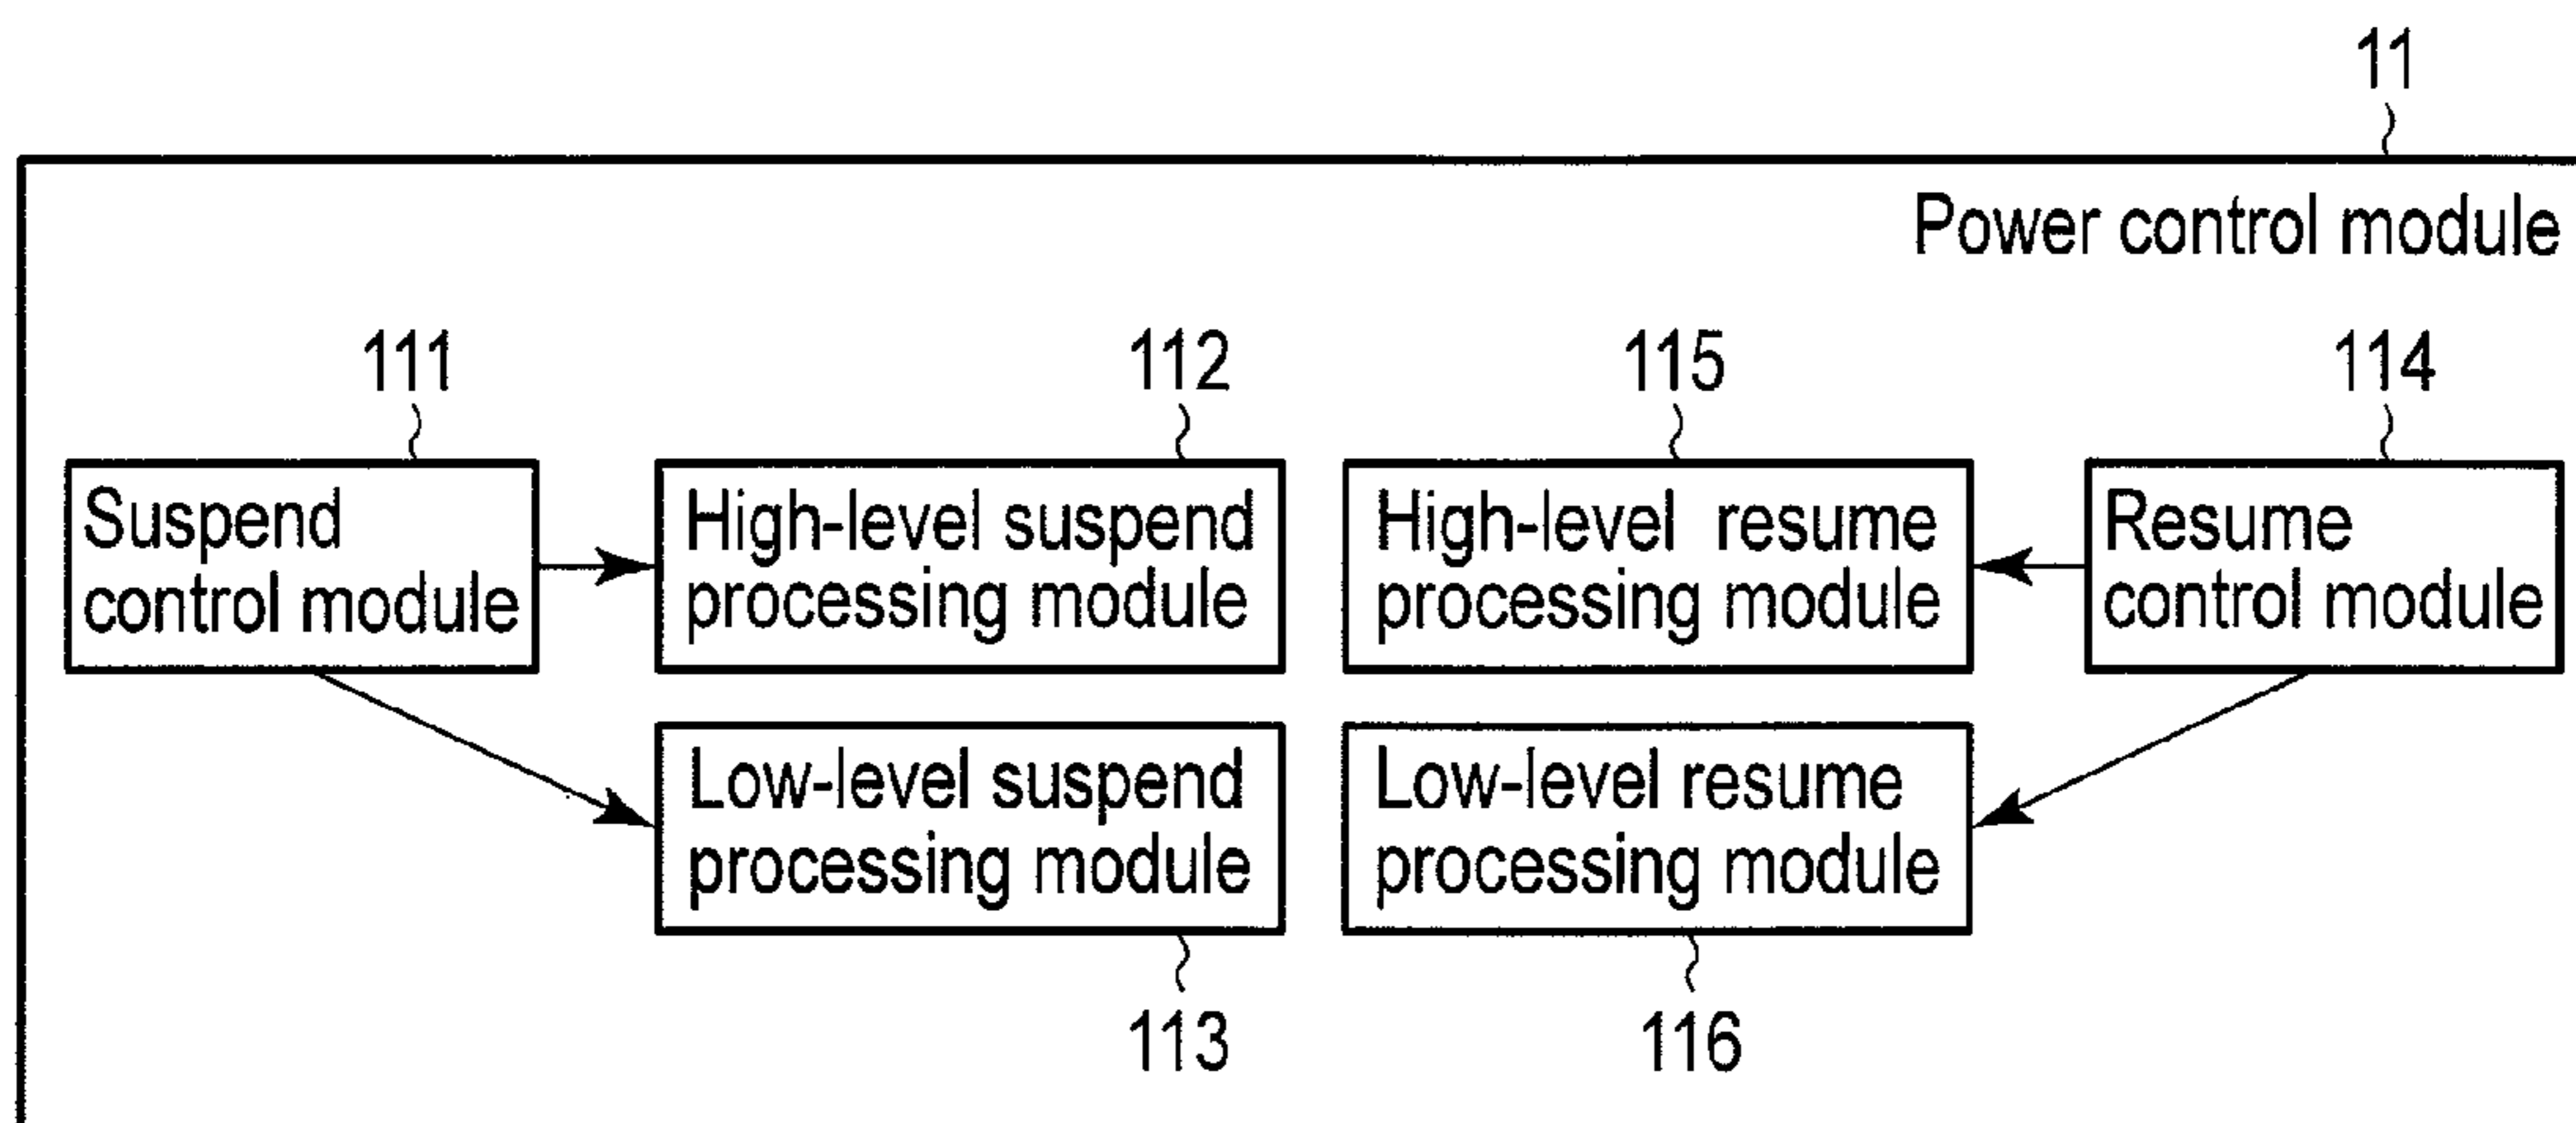 11
Power control module
111
112
115
114
Suspend
control module
High-level suspend
processing module
High-level resume
processing module
Resume
control module
Low-level suspend
processing module
Low-level resume
processing module
113
116